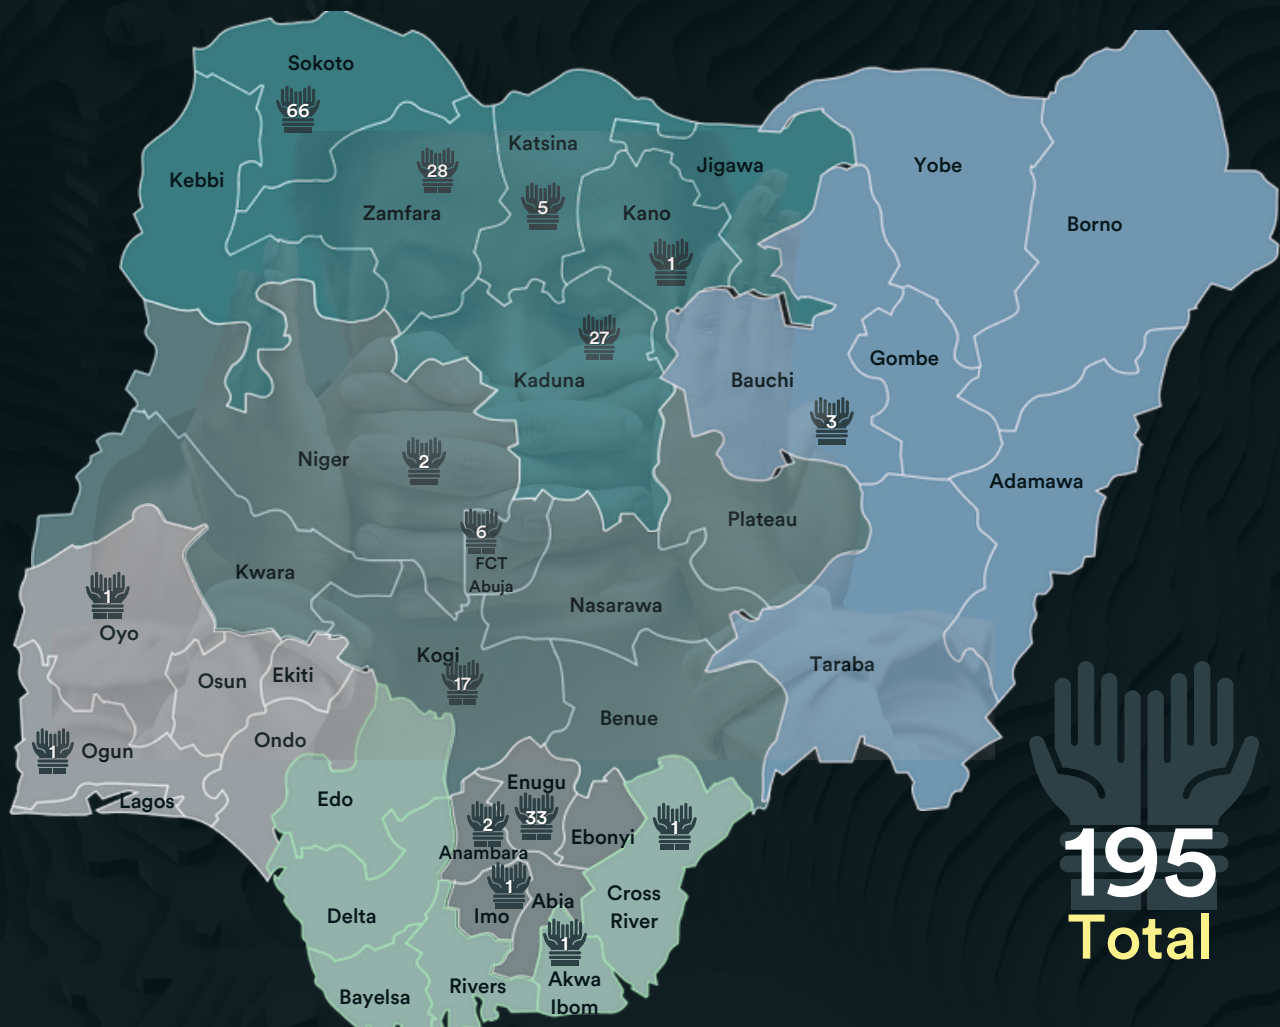 Sokoto
66
Kebbi
28
Zamfara
Katsina
5
Kano
1
Jigawa
Yobe
Borno
27
Kaduna
Bauchi
3
Gombe
Adamawa
Niger
2
6
FCT
Abuja
Plateau
Kwara
Nasarawa
1
Oyo
Osun
Ekiti
Kogi
17
Taraba
Benue
1
Ogun
Ondo
Lagos
Edo
Enugu
33
2
Anambara
Ebonyi
1
Cross
River
1
Imo
Abia
Delta
1
Akwa
Ibom
Rivers
Bayelsa
195
Total